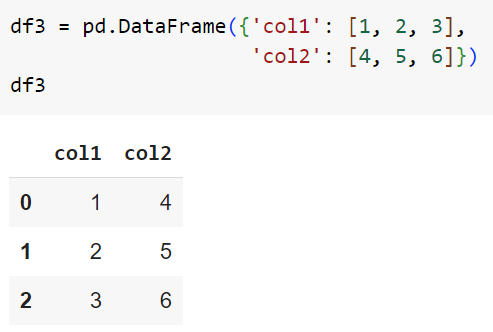 df3 = pd.DataFrame({'col1': [1, 2, 3],
'col2': [4, 5, 6]})
df3
col1 col2
0 1 4
1 2 5
2 3 6